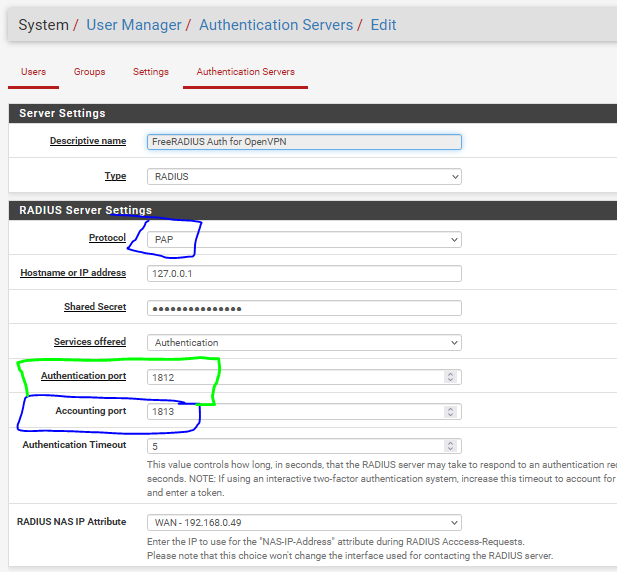 System / User Manager / Authentication Servers / Edit
Users Groups Settings Authentication Servers
Server Settings
Descriptive name FreeRADIUS Auth for OpenVPN
Type RADIUS
RADIUS Server Settings
Protocol PAP
Hostname or IP address 127.0.0.1
Shared Secret •••••••••••••••
Services offered Authentication
Authentication port 1812
Accounting port 1813
Authentication Timeout 5
This value controls how long, in seconds, that the RADIUS server may take to respond to an authentication
seconds. NOTE: If using an interactive two-factor authentication system, increase this timeout to account for
and enter a token.
RADIUS NAS IP Attribute WAN - 192.168.0.49
Enter the IP to use for the "NAS-IP-Address" attribute during RADIUS Acccess-Requests.
Please note that this choice won't change the interface used for contacting the RADIUS server.